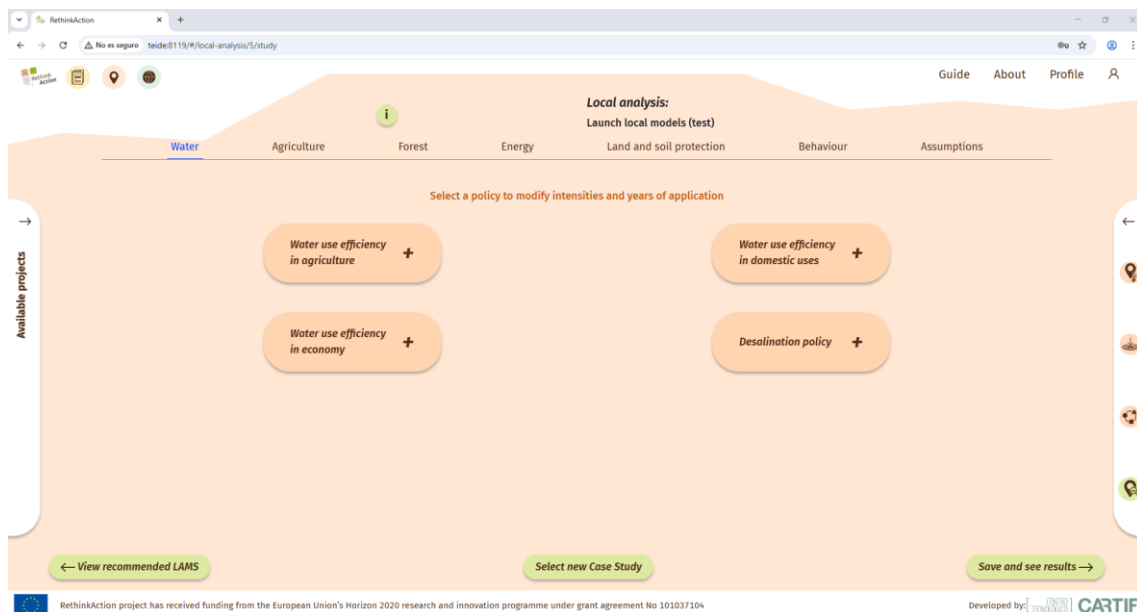 RethinkAction
No es seguro teide:8119/#/local-analysis/5/study
Rethink
Action
Guide About Profile
i
Local analysis:
Launch local models (test)
Water Agriculture Forest Energy Land and soil protection Behaviour Assumptions
Select a policy to modify intensities and years of application
Available projects
Water use efficiency
in agriculture +
Water use efficiency
in domestic uses +
Water use efficiency
in economy +
Desalination policy +
← View recommended LAMS
Select new Case Study
Save and see results →
RethinkAction project has received funding from the European Union's Horizon 2020 research and innovation programme under grant agreement No 101037104
Developed by:
CENTRO
TECNOLÓGICO
CARTIF